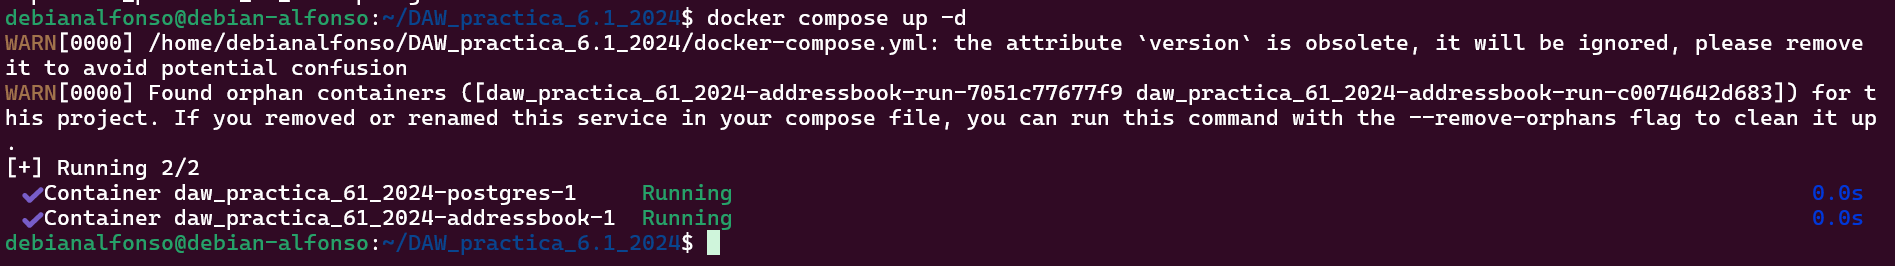 debianalfonso@debian-alfonso:~/DAW_practica_6.1_2024$ docker compose up -d
WARN[0000] /home/debianalfonso/DAW_practica_6.1_2024/docker-compose.yml: the attribute `version` is obsolete, it will be ignored, please remove
it to avoid potential confusion
WARN[0000] Found orphan containers ([daw_practica_61_2024-addressbook-run-7051c77677f9 daw_practica_61_2024-addressbook-run-c0074642d683]) for t
his project. If you removed or renamed this service in your compose file, you can run this command with the --remove-orphans flag to clean it up
.
[+] Running 2/2
✔Container daw_practica_61_2024-postgres-1 Running 0.0s
✔Container daw_practica_61_2024-addressbook-1 Running 0.0s
debianalfonso@debian-alfonso:~/DAW_practica_6.1_2024$